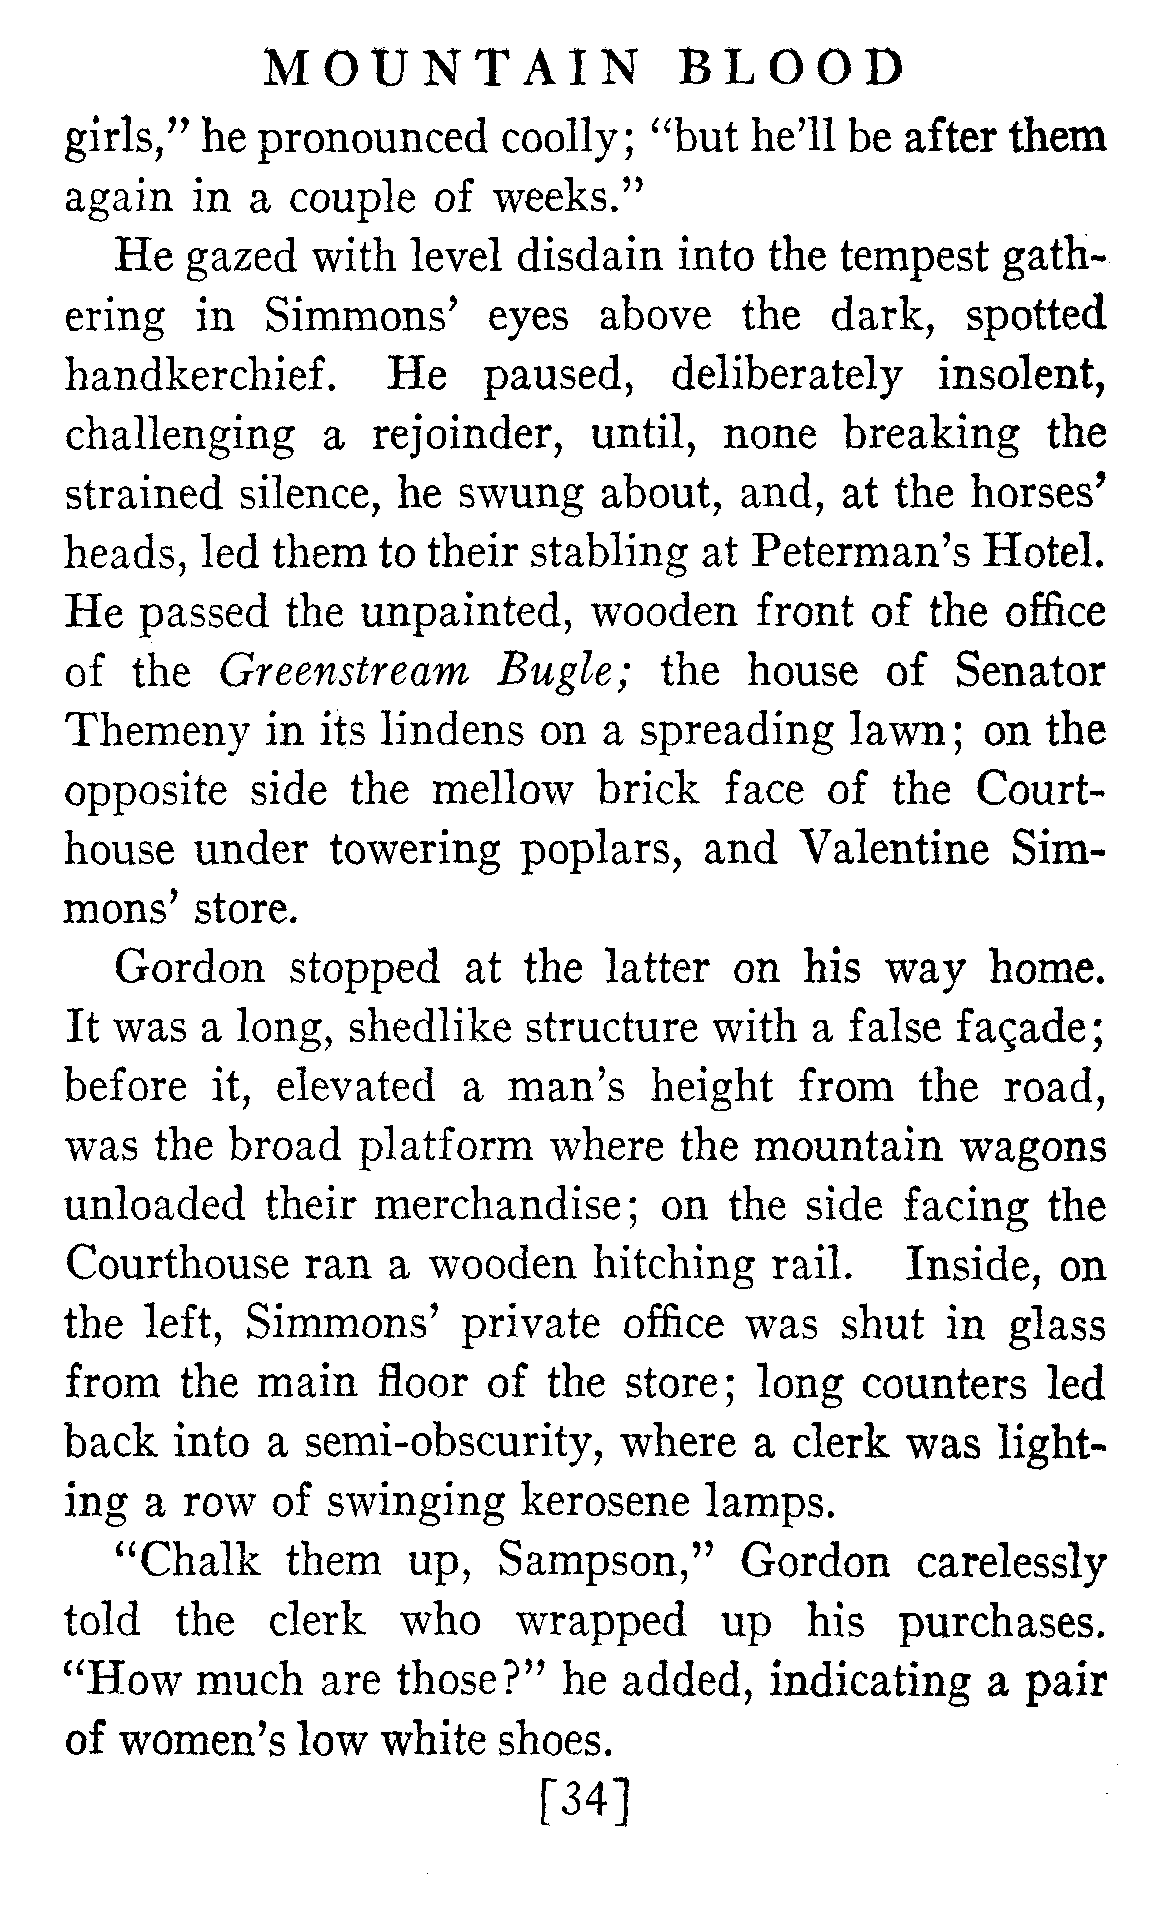 MOUNTAIN BLOOD
girls,” he pronounced coolly; “but he’ll be after them
again in a couple of weeks.”
He gazed with level disdain into the tempest gath-
ering in Simmons’ eyes above the dark, spotted
handkerchief. He paused, deliberately insolent,
challenging a rejoinder, until, none breaking the
strained silence, he swung about, and, at the horses’
heads, led them to their stabling at Peterman’s Hotel.
He passed the unpainted, wooden front of the office
of the Greenstream Bugle; the house of Senator
Themeny in its lindens on a spreading lawn; on the
opposite side the mellow brick face of the Court-
house under towering poplars, and Valentine Sim-
mons’ store.
Gordon stopped at the latter on his way home.
It was a long, shedlike structure with a false façade;
before it, elevated a man’s height from the road,
was the broad platform where the mountain wagons
unloaded their merchandise; on the side facing the
Courthouse ran a wooden hitching rail. Inside, on
the left, Simmons’ private office was shut in glass
from the main floor of the store; long counters led
back into a semi-obscurity, where a clerk was light-
ing a row of swinging kerosene lamps.
“Chalk them up, Sampson,” Gordon carelessly
told the clerk who wrapped up his purchases.
“How much are those?” he added, indicating a pair
of women’s low white shoes.
[34]